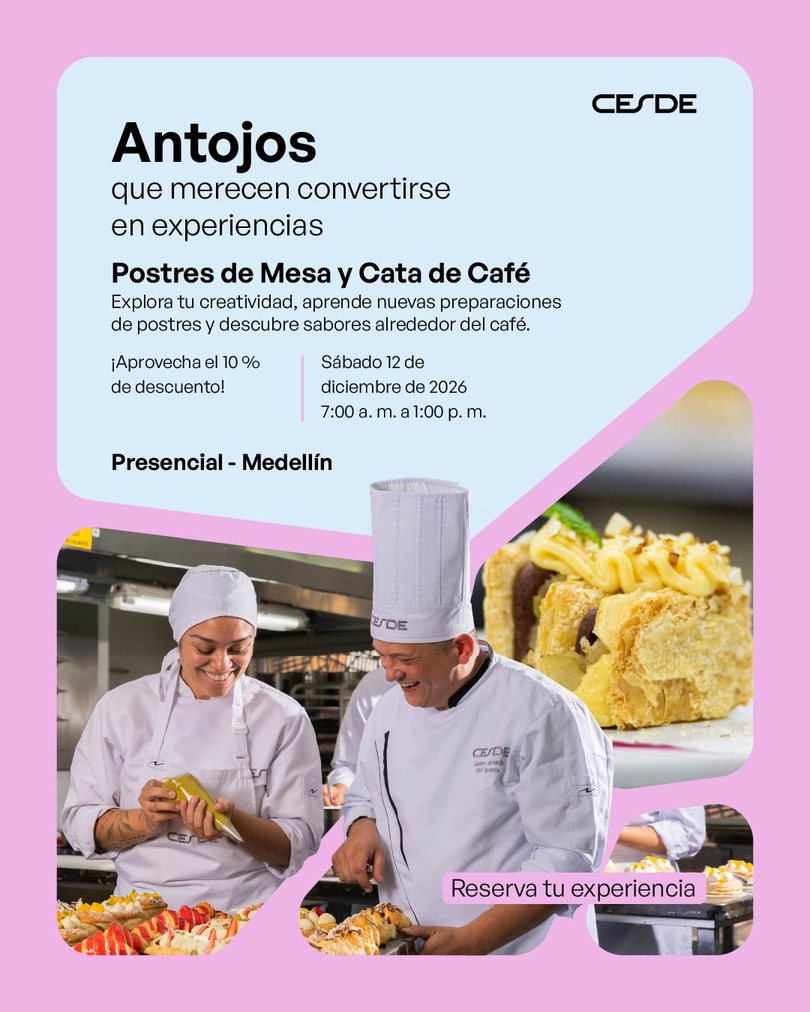 CESDE
Antojos
que merecen convertirse
en experiencias
Postres de Mesa y Cata de Café
Explora tu creatividad, aprende nuevas preparaciones
de postres y descubre sabores alrededor del café.
¡Aprovecha el 10 %
de descuento!
Sábado 12 de
diciembre de 2026
7:00 a. m. a 1:00 p. m.
Presencial - Medellín
CESDE
CESDE
CESDE
Reserva tu experiencia